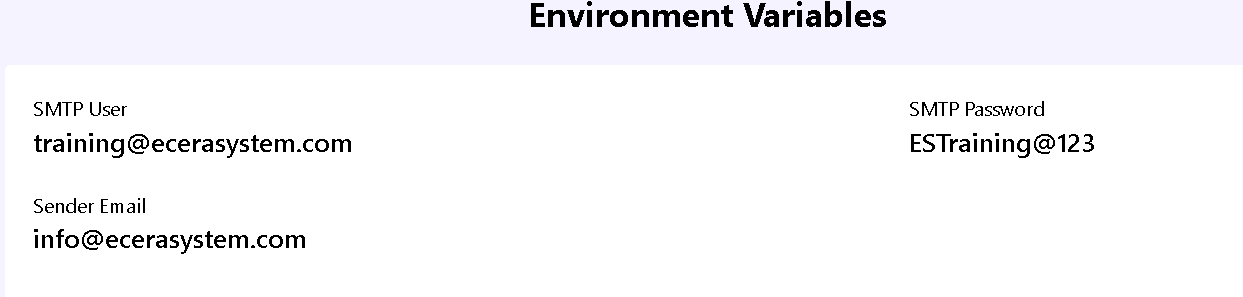 Environment Variables
SMTP User
SMTP Password
training@ecerasystem.com
ESTraining@123
Sender Email
info@ecerasystem.com